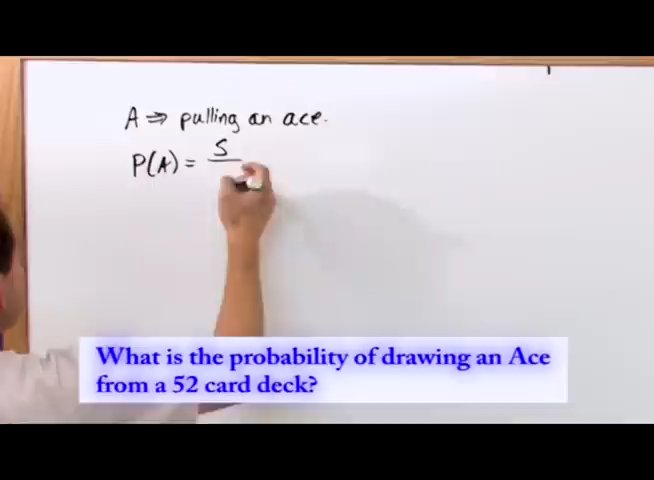 A ⇒ pulling an ace.
P(A) = S
What is the probability of drawing an Ace
from a 52 card deck?